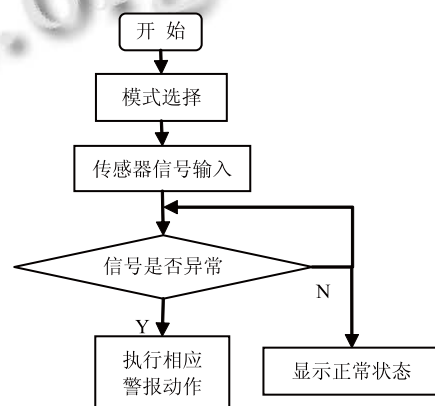 开 始
模式选择
传感器信号输入
信号是否异常
N
Y
执行相应
警报动作
显示正常状态